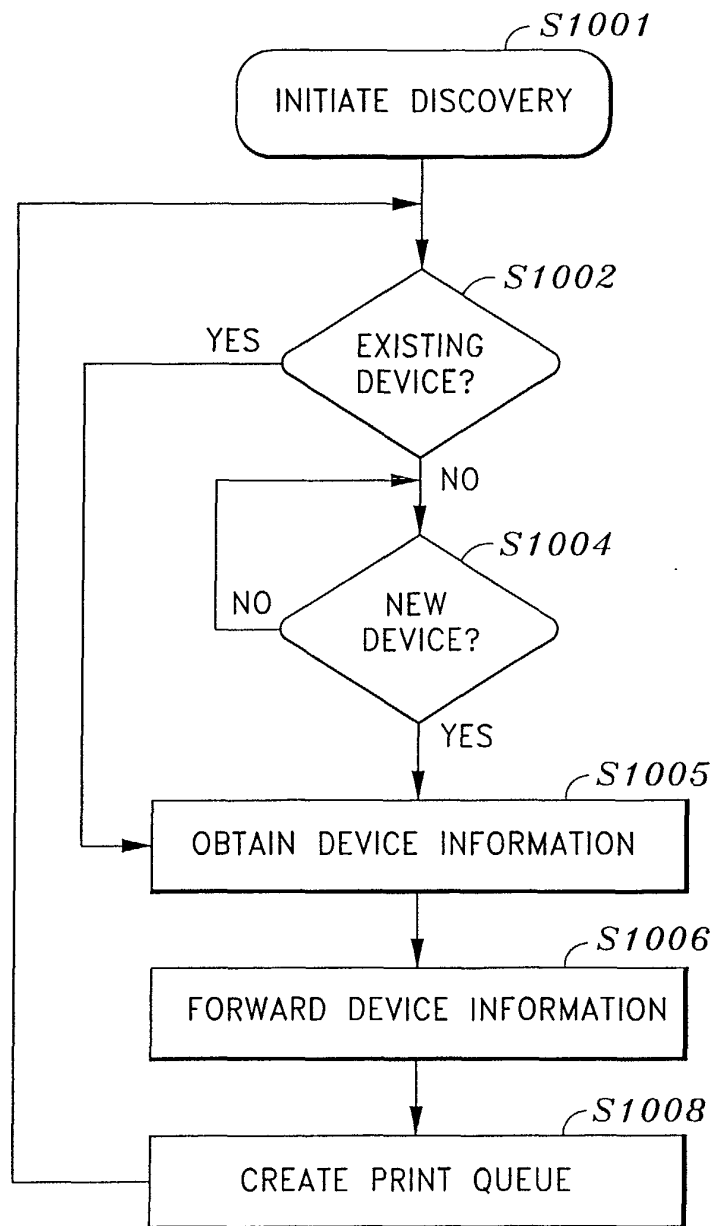 S1001
INITIATE DISCOVERY
S1002
YES
EXISTING
DEVICE?
NO
S1004
NO
NEW
DEVICE?
YES
S1005
OBTAIN DEVICE INFORMATION
S1006
FORWARD DEVICE INFORMATION
S1008
CREATE PRINT QUEUE